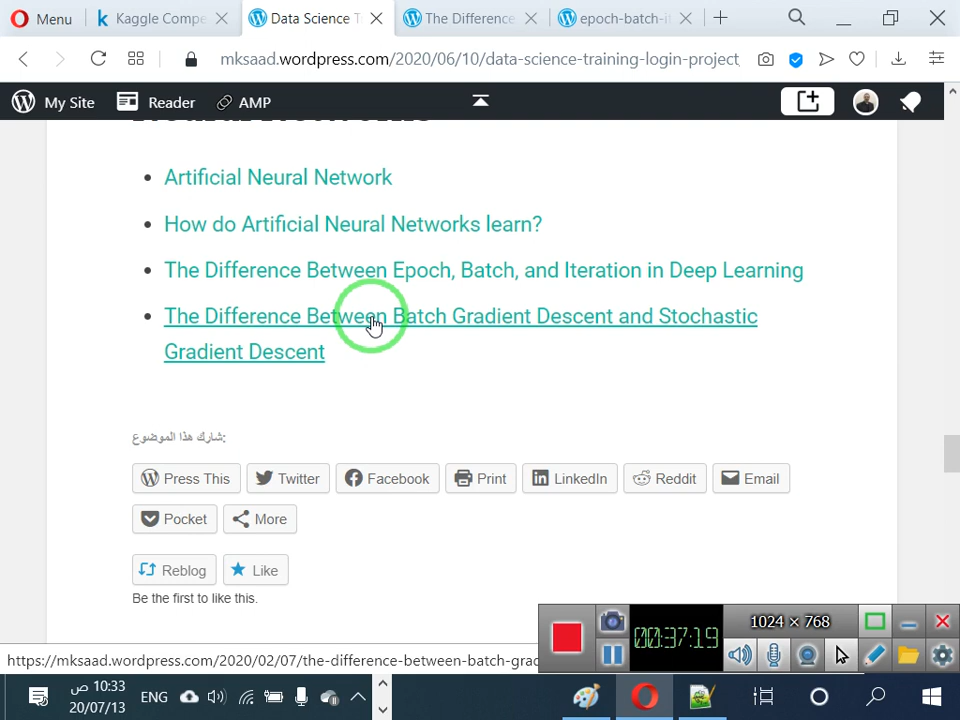 Menu
Kaggle Compe
Data Science T
The Difference
epoch-batch-i
mksaad.wordpress.com/2020/06/10/data-science-training-login-project
My Site
Reader
AMP
Artificial Neural Network
How do Artificial Neural Networks learn?
The Difference Between Epoch, Batch, and Iteration in Deep Learning
The Difference Between Batch Gradient Descent and Stochastic
Gradient Descent
شارك هذا الموضوع:
Press This
Twitter
Facebook
Print
LinkedIn
Reddit
Email
Pocket
More
Reblog
Like
Be the first to like this.
1024 × 768
00:37:19
https://mksaad.wordpress.com/2020/02/07/the-difference-between-batch-grad
10:33 ص
ENG
20/07/13